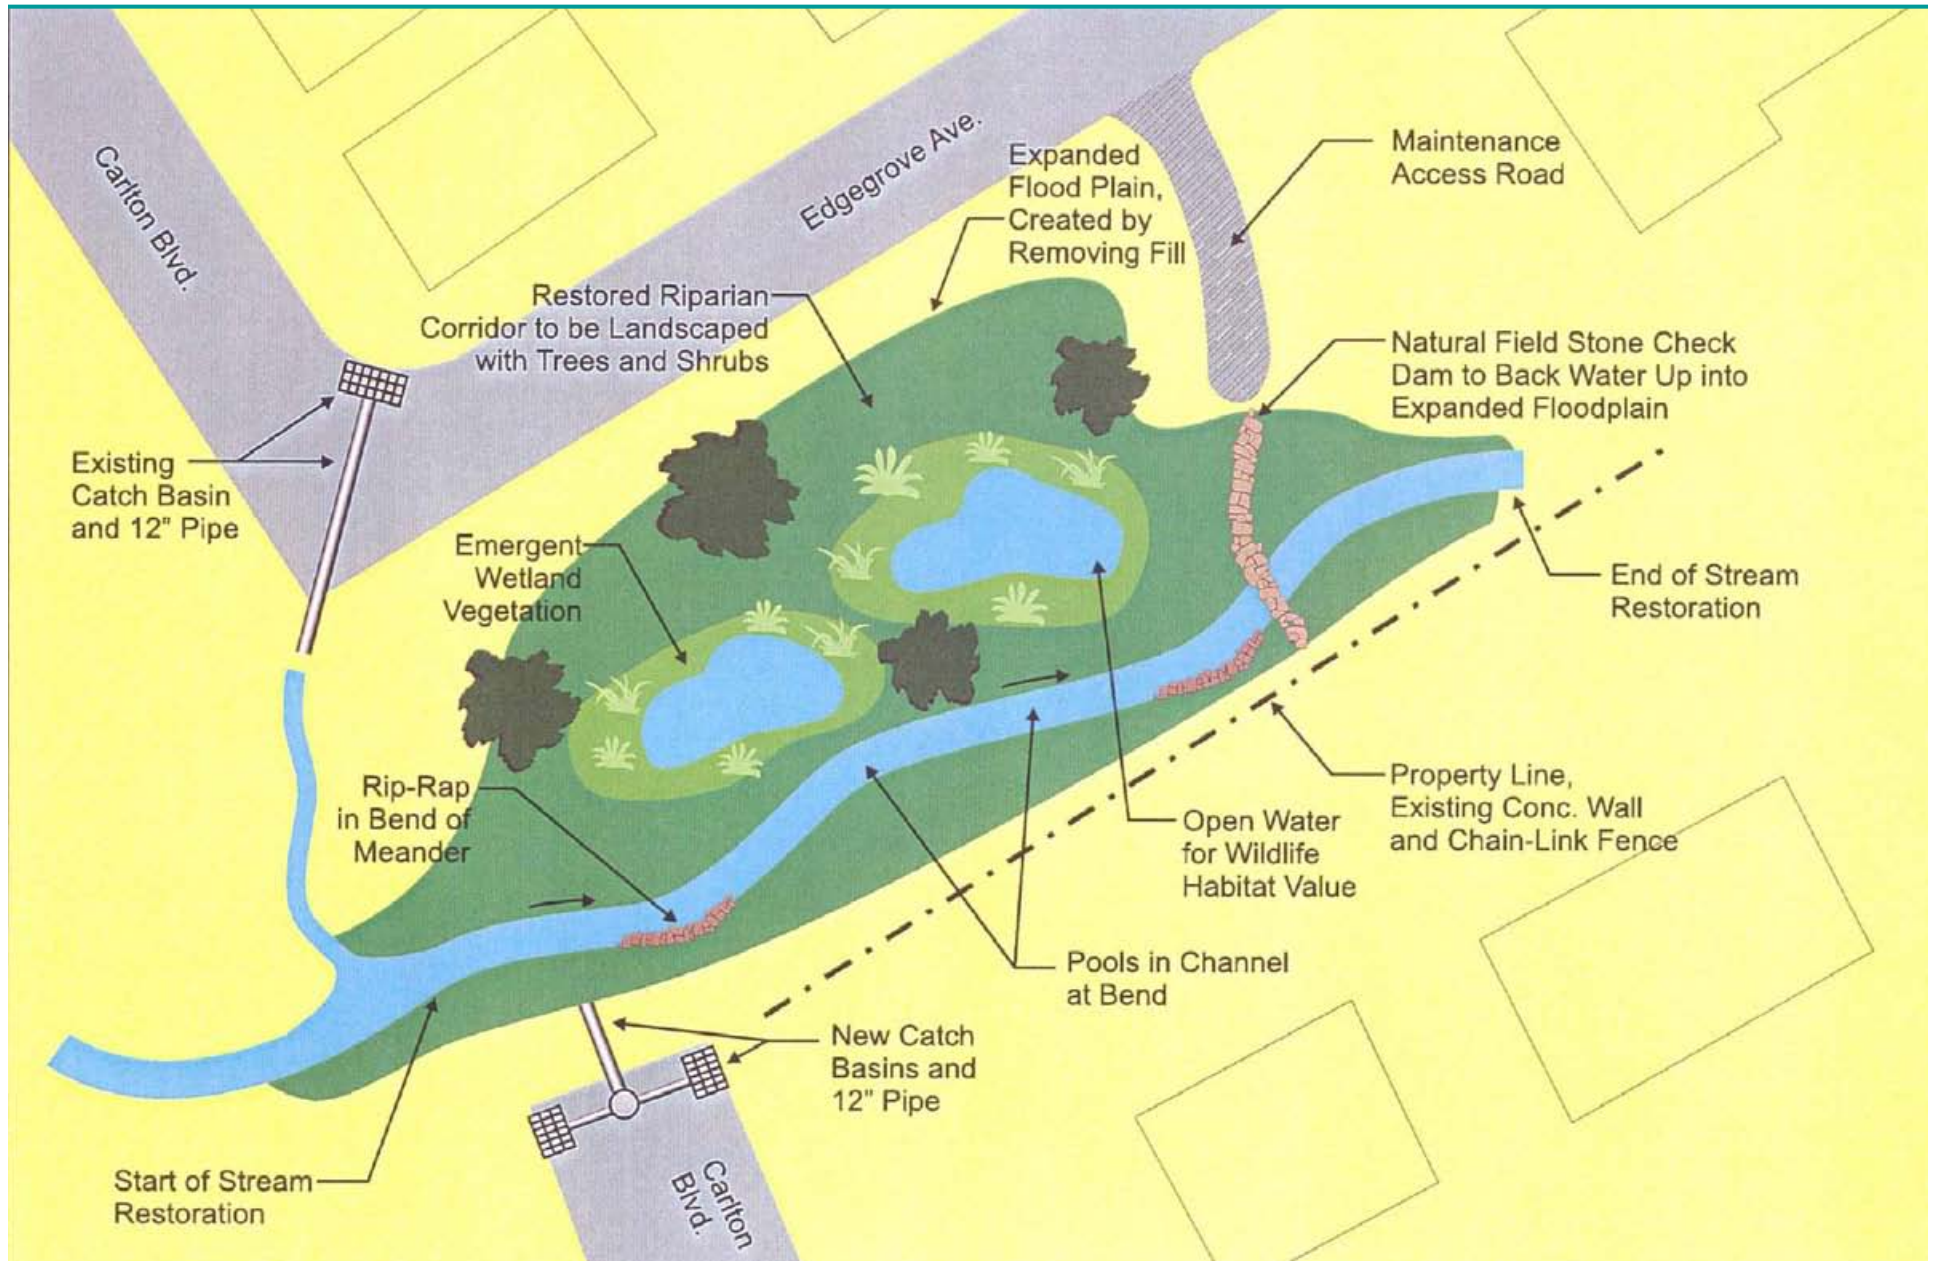 Carlton Blvd.
Edgegrove Ave.
Expanded
Flood Plain,
Created by
Removing Fill
Maintenance
Access Road
Restored Riparian
Corridor to be Landscaped
with Trees and Shrubs
Natural Field Stone Check
Dam to Back Water Up into
Expanded Floodplain
Existing
Catch Basin
and 12" Pipe
Emergent
Wetland
Vegetation
End of Stream
Restoration
Rip-Rap
in Bend of
Meander
Property Line,
Existing Conc. Wall
and Chain-Link Fence
Open Water
for Wildlife
Habitat Value
Pools in Channel
at Bend
New Catch
Basins and
12" Pipe
Start of Stream
Restoration
Carlton
Blvd.